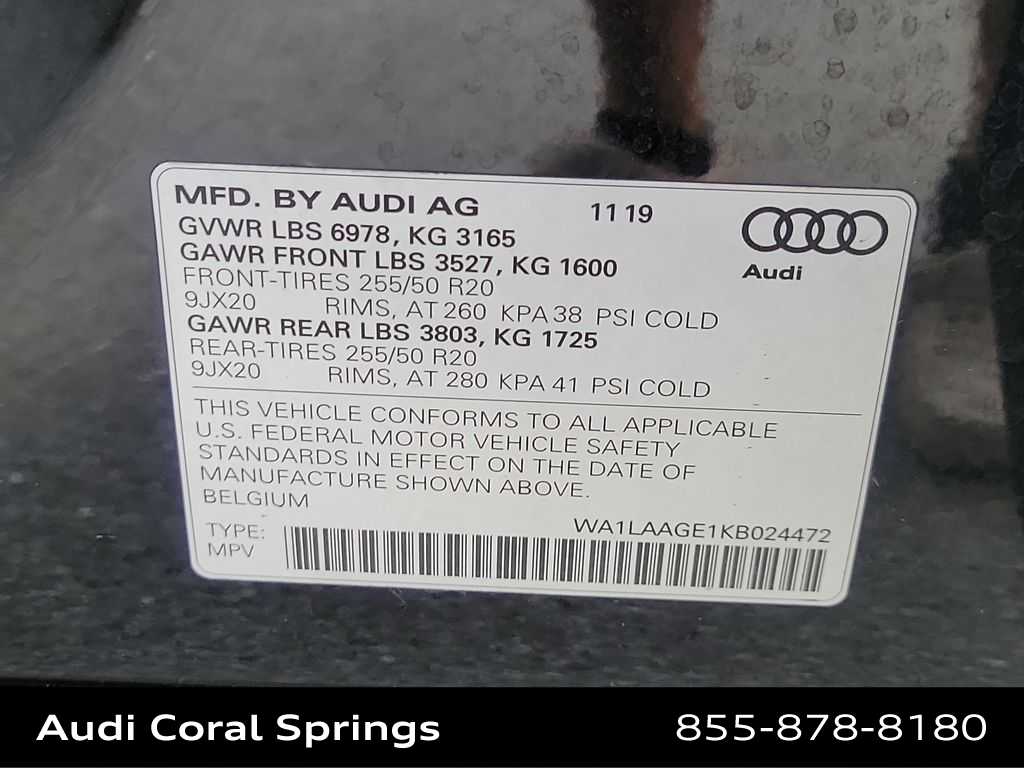 MFD. BY AUDI AG 11 19
GVWR LBS 6978, KG 3165
GAWR FRONT LBS 3527, KG 1600
Audi
FRONT-TIRES 255/50 R20
9JX20 RIMS, AT 260 KPA 38 PSI COLD
GAWR REAR LBS 3803, KG 1725
REAR-TIRES 255/50 R20
9JX20 RIMS, AT 280 KPA 41 PSI COLD
THIS VEHICLE CONFORMS TO ALL APPLICABLE
U.S. FEDERAL MOTOR VEHICLE SAFETY
STANDARDS IN EFFECT ON THE DATE OF
MANUFACTURE SHOWN ABOVE.
BELGIUM
WA1LAAGE1KB024472
TYPE:
MPV
Audi Coral Springs 855-878-8180